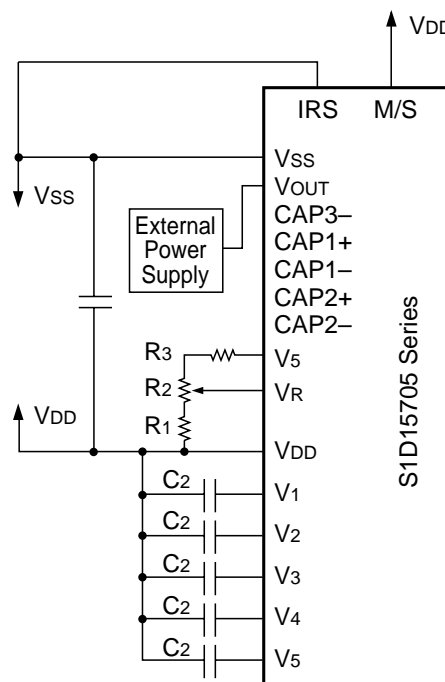 VDD
IRS M/S
VSS
VSS
VOUT
External
Power
Supply
CAP3–
CAP1+
CAP1–
CAP2+
CAP2–
R3
V5
R2
VR
R1
VDD
VDD
C2
V1
C2
V2
C2
V3
C2
V4
C2
V5
S1D15705 Series